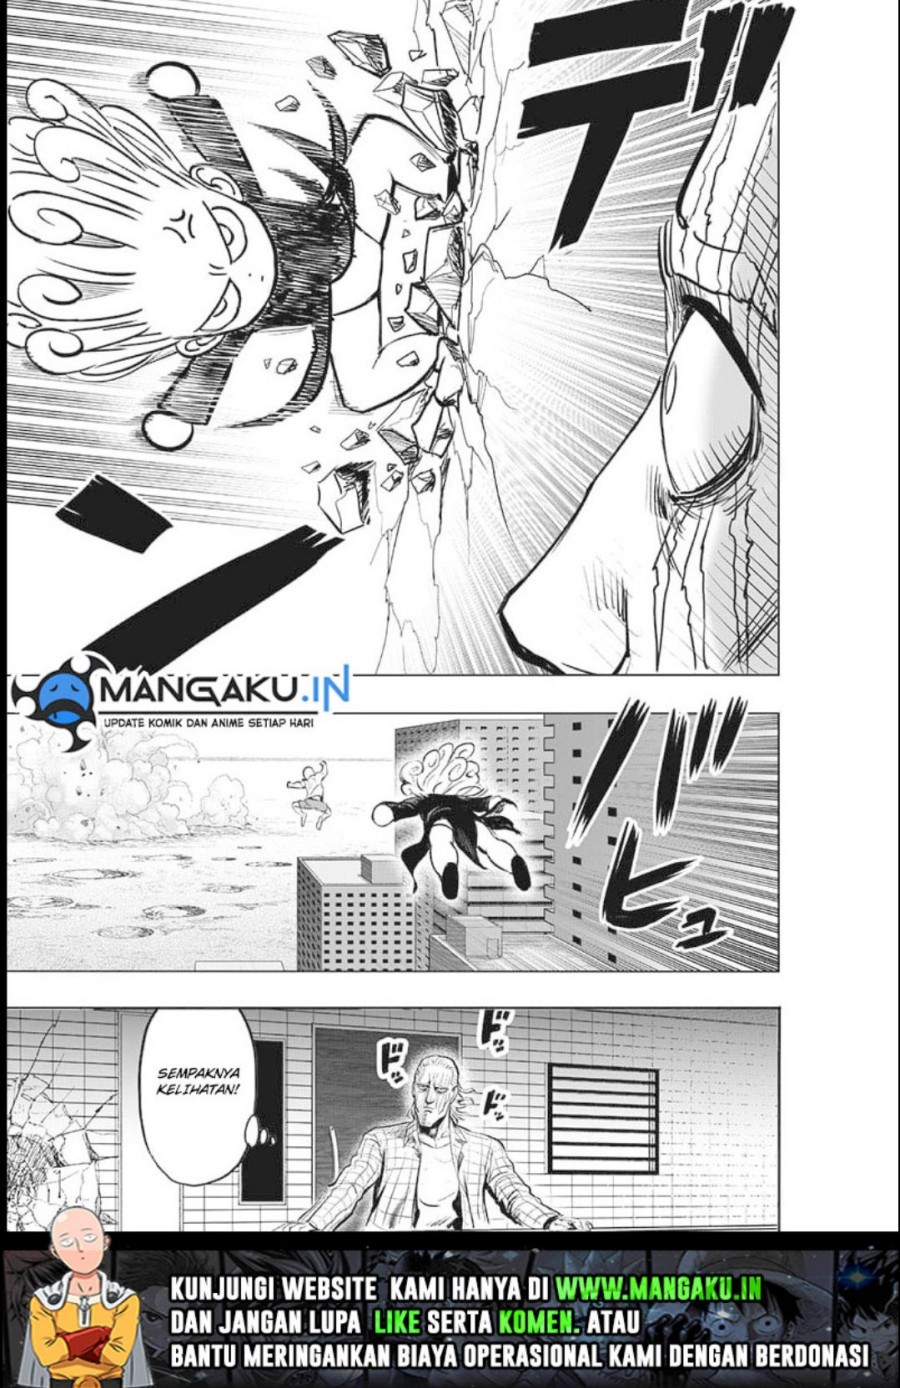 デ
ン
MANGAKU.IN
UPDATE KOMIK DAN ANIME SETIAP HARI
バ
ヒュ
SEMPAKNYA
KELIHATAN!
ド
ド
ド
KUNJUNGI WEBSITE KAMI HANYA DI WWW.MANGAKU.IN
DAN JANGAN LUPA LIKE SERTA KOMEN. ATAU
BANTU MERINGANKAN BIAYA OPERASIONAL KAMI DENGAN BERDONASI